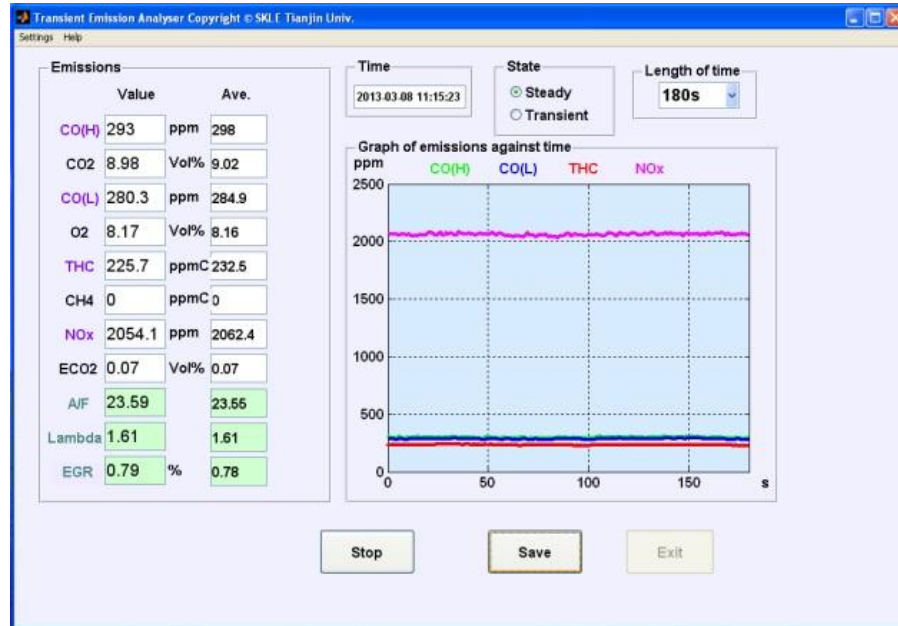 Transient Emission Analyser Copyright © SKLE Tianjin Univ.
Settings Help
Emissions
Value Ave.
CO(H) 293 ppm 298
CO2 8.98 Vol% 9.02
CO(L) 280.3 ppm 284.9
O2 8.17 Vol% 8.16
THC 225.7 ppmC 232.5
CH4 0 ppmC 0
NOx 2054.1 ppm 2062.4
ECO2 0.07 Vol% 0.07
A/F 23.59 23.55
Lambda 1.61 1.61
EGR 0.79 % 0.78
Time
2013-03-08 11:15:23
State
Steady
Transient
Length of time
180s
Graph of emissions against time
ppm CO(H) CO(L) THC NOx
2500
2000
1500
1000
500
0
0 50 100 150 s
Stop Save Exit